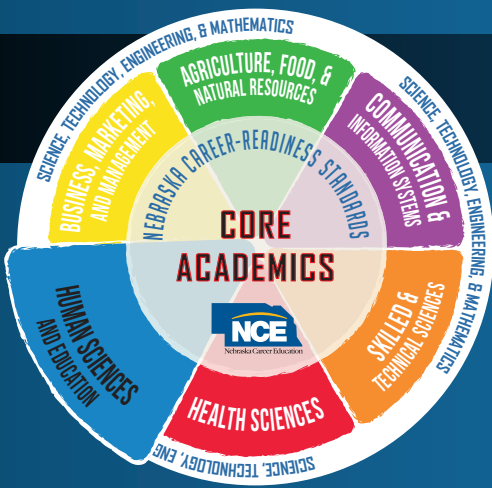 SCIENCE, TECHNOLOGY, ENGINEERING, & MATHEMATICS
AGRICULTURE, FOOD, &
NATURAL RESOURCES
SCIENCE, TECHNOLOGY, ENGINEERING, & MATHEMATICS
COMMUNICATION &
INFORMATION SYSTEMS
BUSINESS, MARKETING,
AND MANAGEMENT
NEBRASKA CAREER-READINESS STANDARDS
CORE
ACADEMICS
NCE
Nebraska Career Education
HUMAN SCIENCES
AND EDUCATION
SKILLED &
TECHNICAL SCIENCES
HEALTH SCIENCES
SCIENCE, TECHNOLOGY, ENG